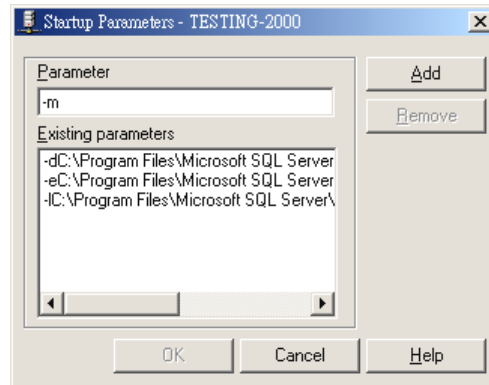 Startup Parameters - TESTING-2000
Parameter
Add
-m
Remove
Existing parameters
-dC:\Program Files\Microsoft SQL Server
-eC:\Program Files\Microsoft SQL Server
-lC:\Program Files\Microsoft SQL Server\
OK
Cancel
Help